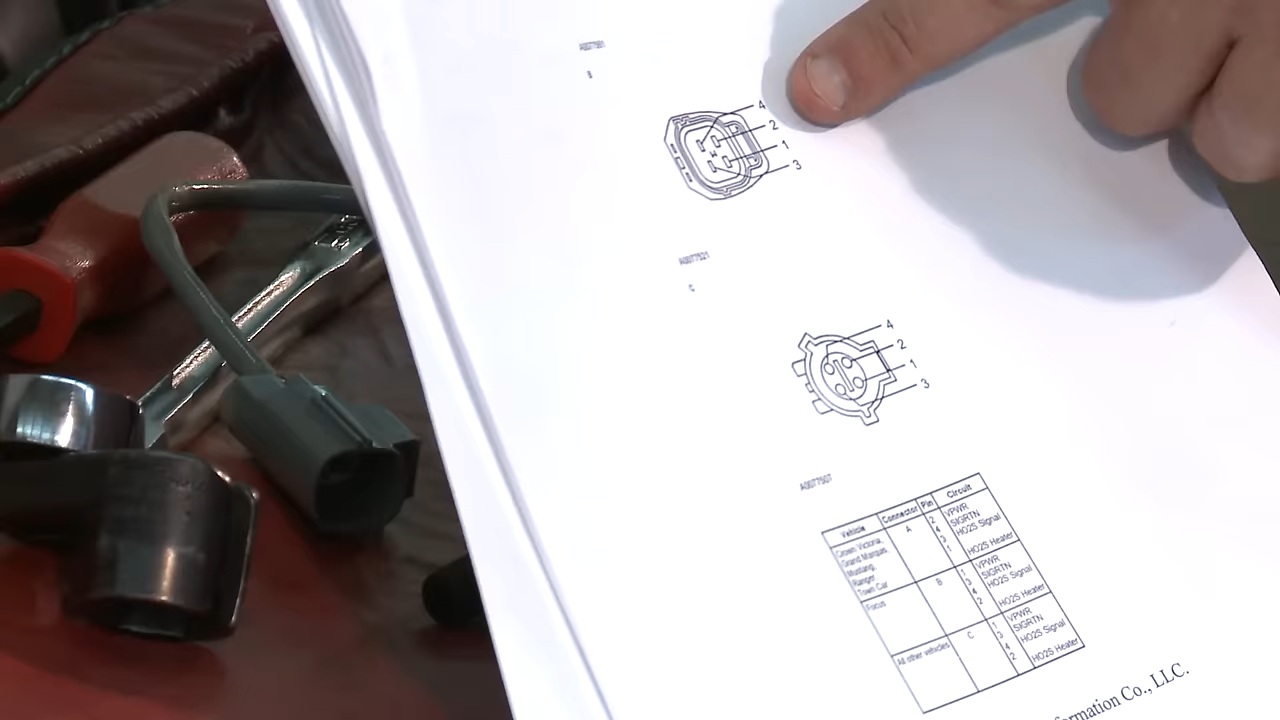 B
4
2
1
3
A0077521
C
4
2
1
3
A0077507
Vehicle Connector Pin Circuit
Crown Victoria, Grand Marquis, Mustang, Ranger, Town Car A 2 VPWR
4 SIGRTN
3 HO2S Signal
1 HO2S Heater
Focus B 1 VPWR
3 SIGRTN
4 HO2S Signal
2 HO2S Heater
All other vehicles C 1 VPWR
3 SIGRTN
4 HO2S Signal
2 HO2S Heater
formation Co., LLC.